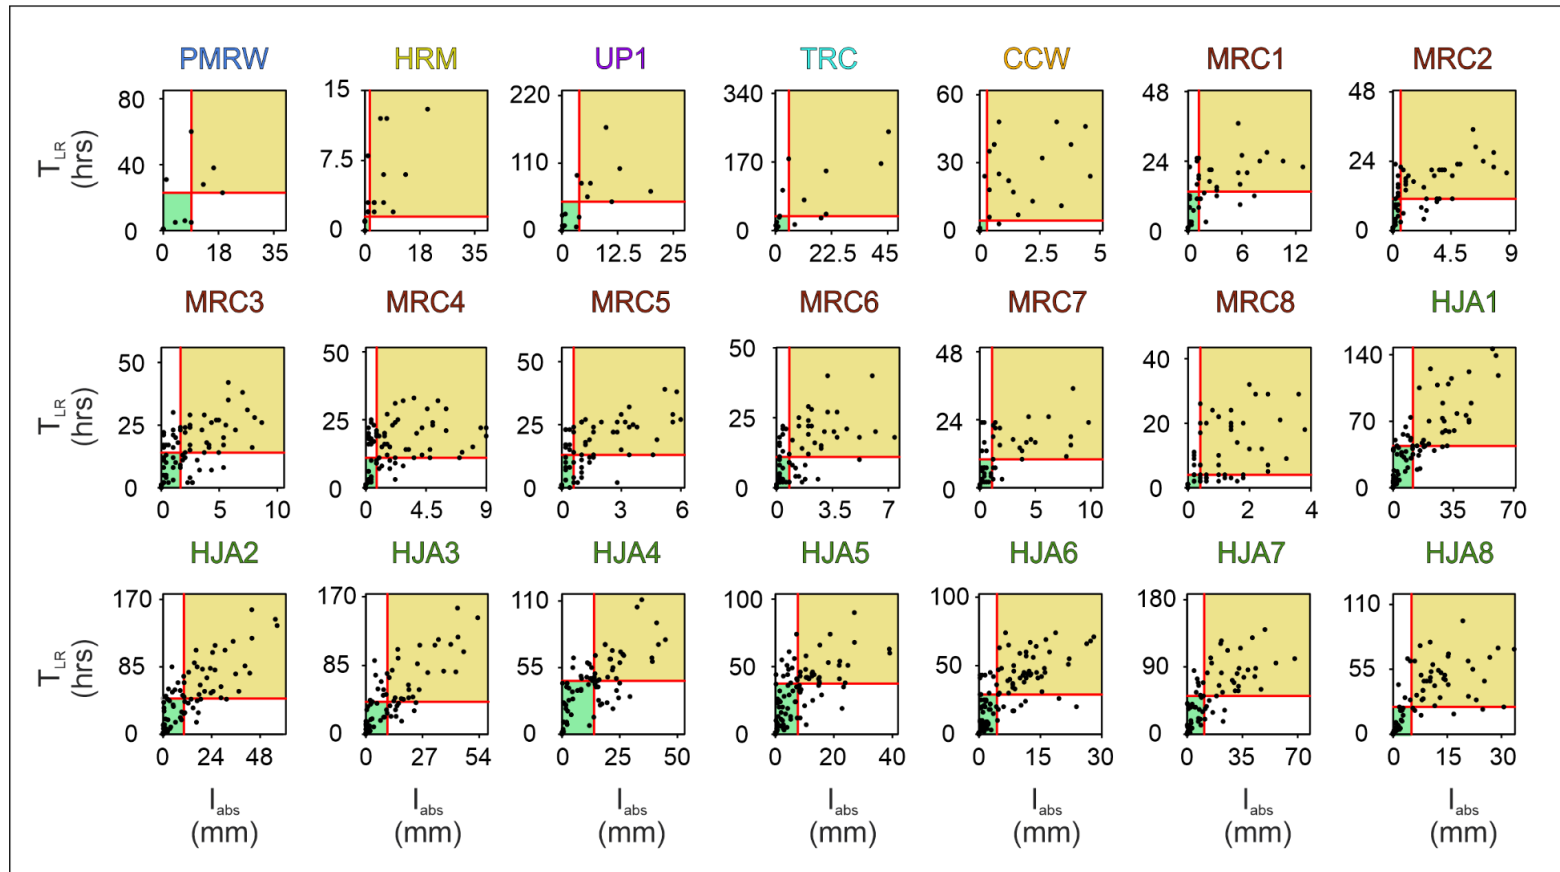 PMRW HRM UP1 TRC CCW MRC1 MRC2
80 15 220 340 60 48 48
T_LR (hrs)
40 7.5 110 170 30 24 24
0 0 0 0 0 0 0
0 18 35 0 18 35 0 12.5 25 0 22.5 45 0 2.5 5 0 6 12 0 4.5 9
MRC3 MRC4 MRC5 MRC6 MRC7 MRC8 HJA1
50 50 50 50 48 40 140
T_LR (hrs)
25 25 25 25 24 20 70
0 0 0 0 0 0 0
0 5 10 0 4.5 9 0 3 6 0 3.5 7 0 5 10 0 2 4 0 35 70
HJA2 HJA3 HJA4 HJA5 HJA6 HJA7 HJA8
170 170 110 100 100 180 110
T_LR (hrs)
85 85 55 50 50 90 55
0 0 0 0 0 0 0
0 24 48 0 27 54 0 25 50 0 20 40 0 15 30 0 35 70 0 15 30
I_abs I_abs I_abs I_abs I_abs I_abs I_abs
(mm) (mm) (mm) (mm) (mm) (mm) (mm)